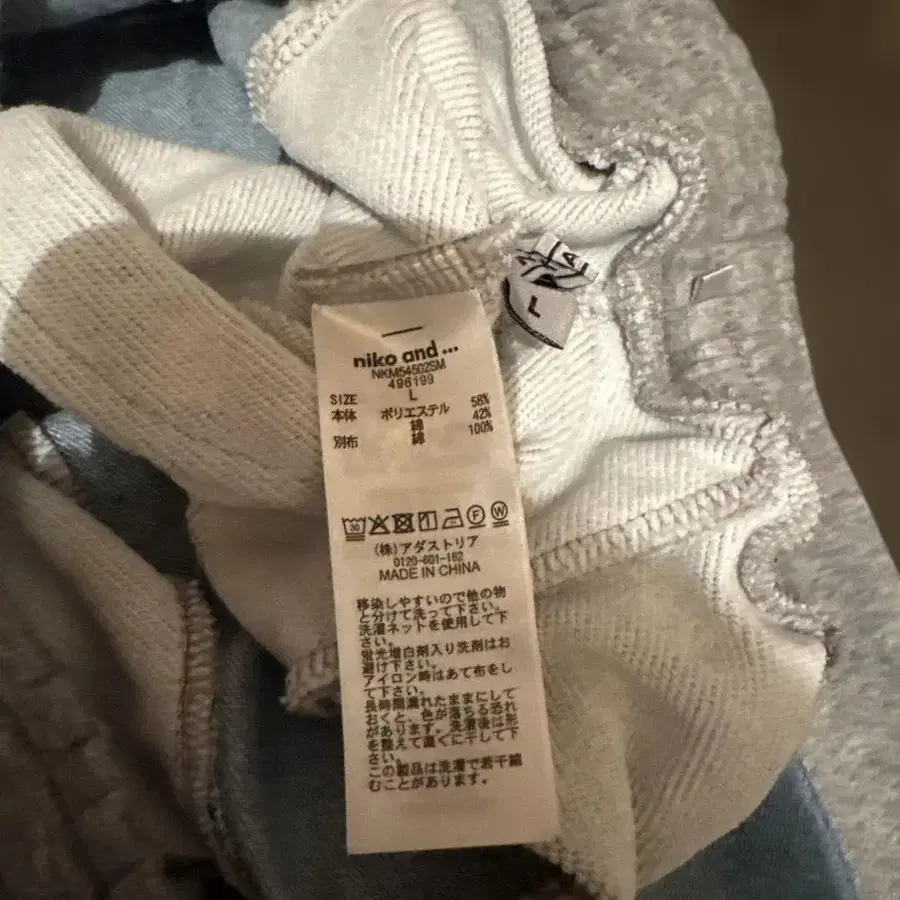 niko and ...
NKM54502SM
496199
SIZE L
本体 ポリエステル 58%
綿 42%
別布 綿 100%
30 F W
(株)アダストリア
0120-601-162
MADE IN CHINA
移染しやすいので他の物
と分けて洗って下さい。
洗濯ネットを使用して下
さい。
蛍光増白剤入り洗剤はお
避け下さい。
アイロン時はあて布をし
て下さい。
長時間濡れたままにして
おくと、色が落ちる恐れ
があります。洗濯後は形
を整えて直ぐに干して下
さい。
この製品は洗濯で若干縮
むことがあります。
L